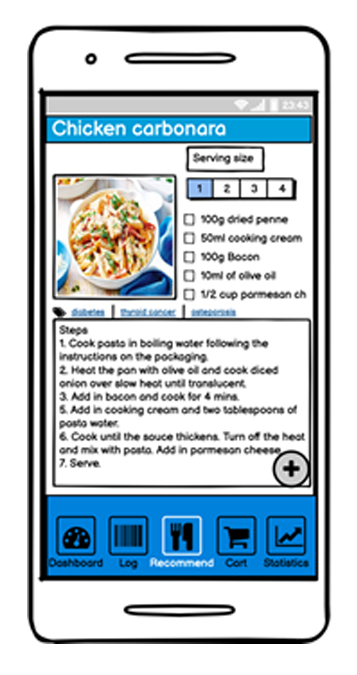 23:43
Chicken carbonara
Serving size
1 2 3 4
100g dried penne
50ml cooking cream
100g Bacon
10ml of olive oil
1/2 cup parmesan ch
diabetes thyroid cancer osteporosis
Steps
1. Cook pasta in boiling water following the
instructions on the packaging.
2. Heat the pan with olive oil and cook diced
onion over slow heat until translucent.
3. Add in bacon and cook for 4 mins.
5. Add in cooking cream and two tablespoons of
pasta water.
6. Cook until the sauce thickens. Turn off the heat
and mix with pasta. Add in parmesan cheese
7. Serve.
Dashboard Log Recommend Cart Statistics